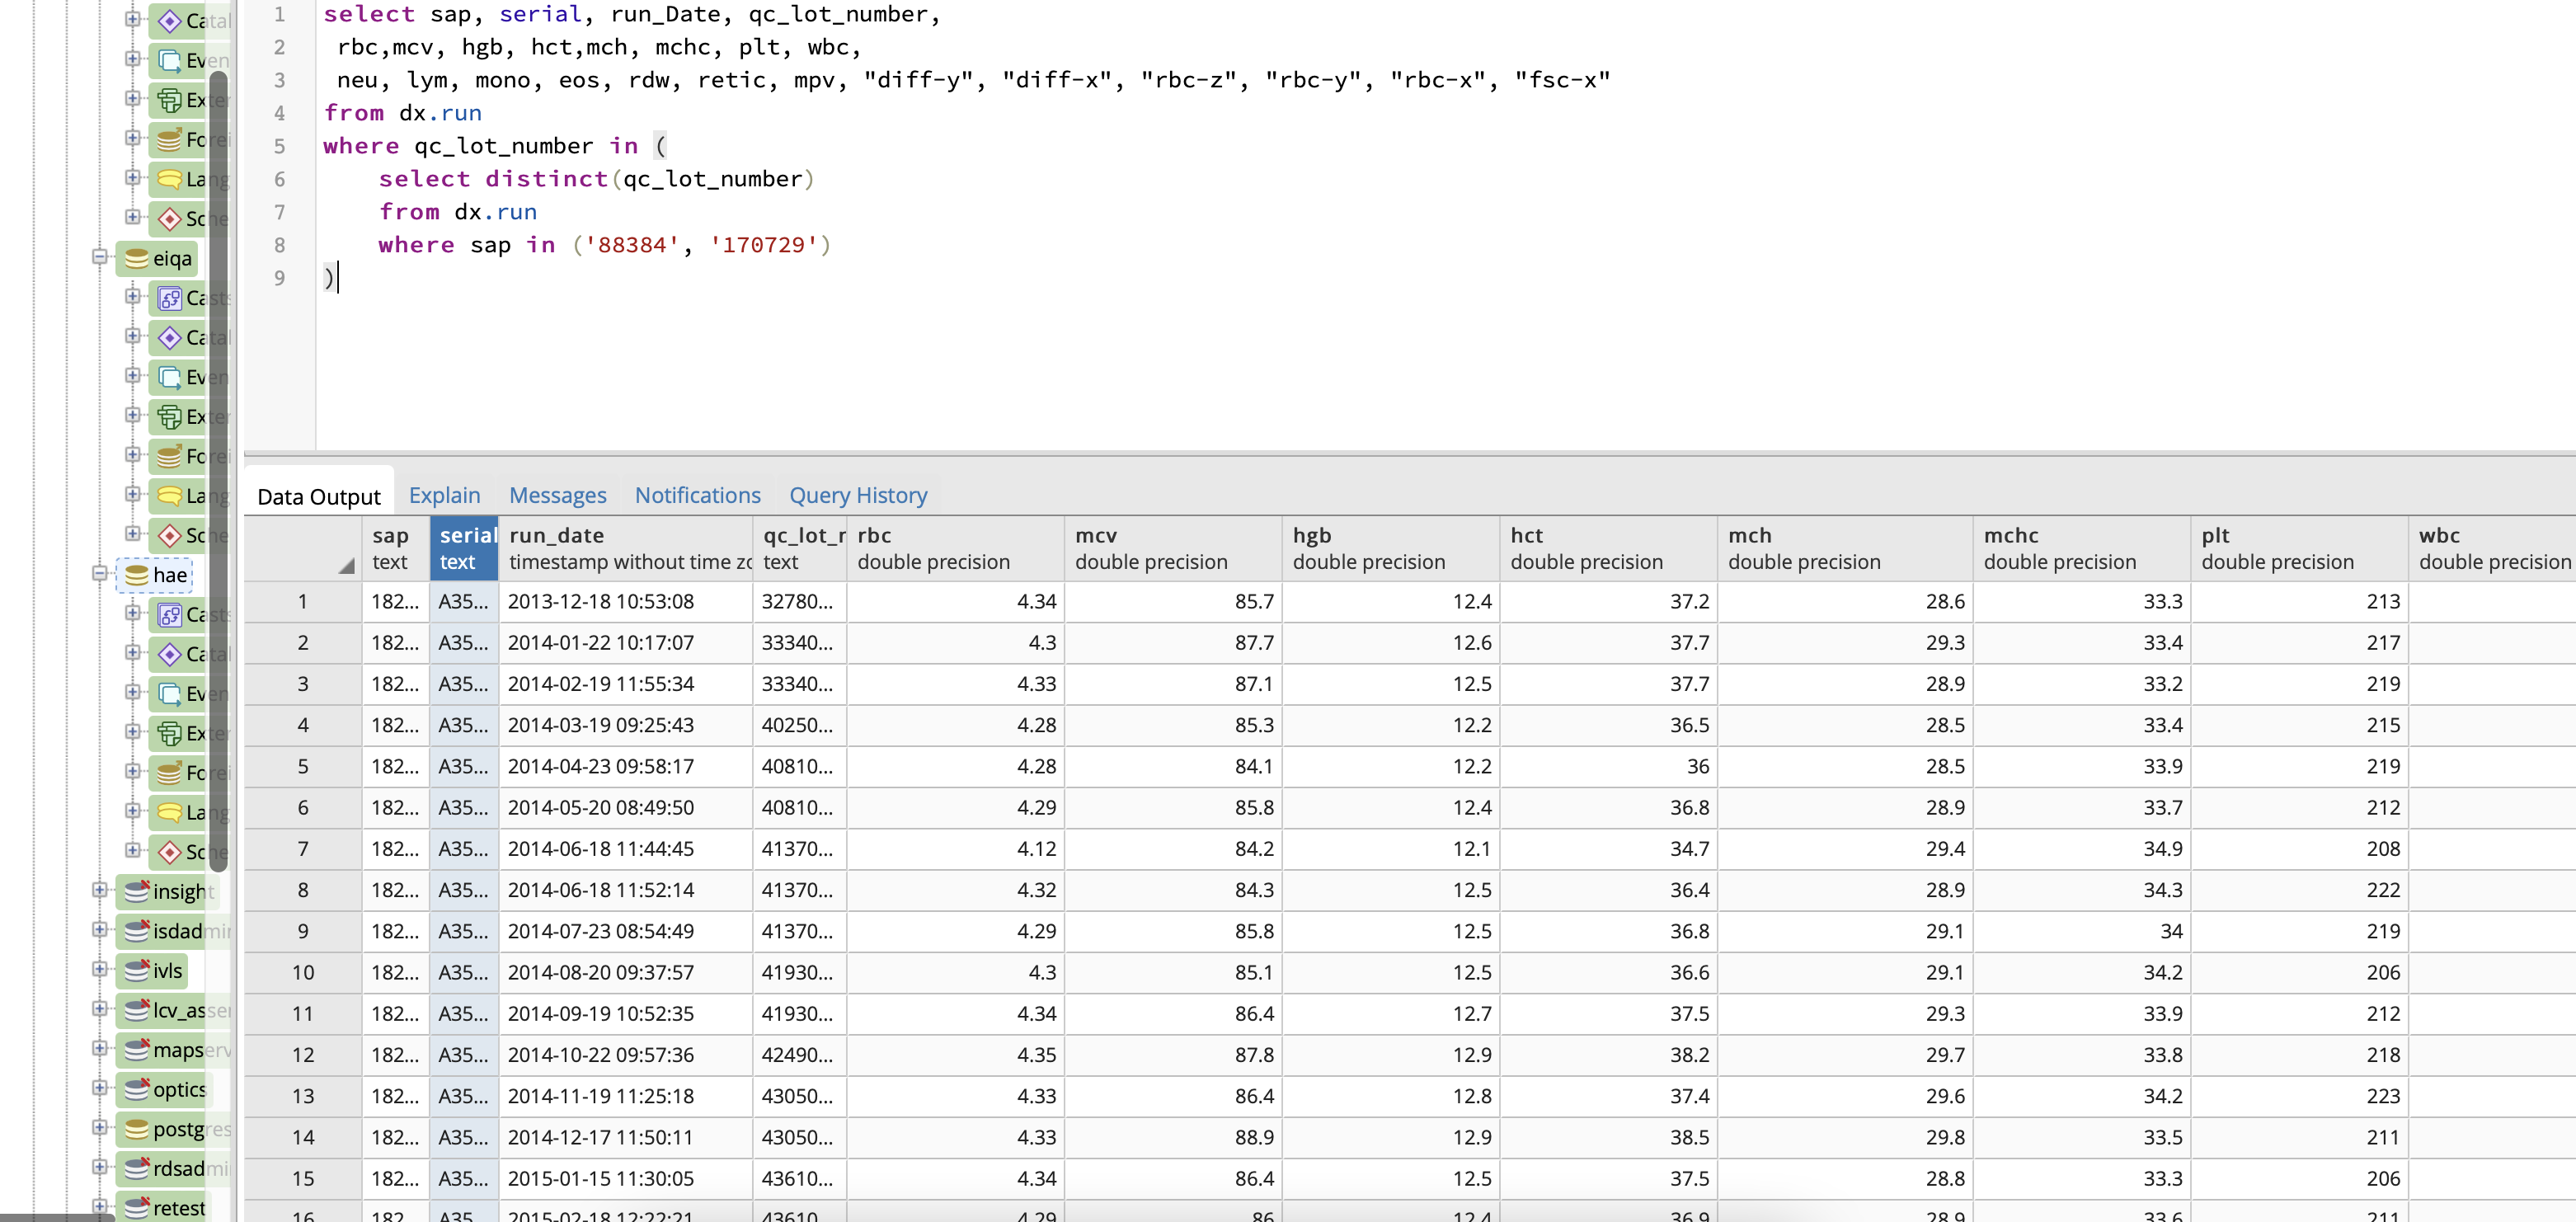 1 select sap, serial, run_Date, qc_lot_number,
2 rbc,mcv, hgb, hct,mch, mchc, plt, wbc,
3 neu, lym, mono, eos, rdw, retic, mpv, "diff-y", "diff-x", "rbc-z", "rbc-y", "rbc-x", "fsc-x"
4 from dx.run
5 where qc_lot_number in (
6 select distinct(qc_lot_number)
7 from dx.run
8 where sap in ('88384', '170729')
9 )
Catal
Even
Exte
Forei
Lang
Sche
eiqa
Casts
Catal
Even
Exte
Forei
Lang
Sche
hae
Casts
Catal
Even
Exte
Forei
Lang
Sche
insight
isdadmin
ivls
lcv_asse
mapserv
optics
postgres
rdsadmi
retest
Data Output Explain Messages Notifications Query History
sap serial run_date qc_lot_r rbc mcv hgb hct mch mchc plt wbc
text text timestamp without time zo text double precision double precision double precision double precision double precision double precision double precision double precision
1 182... A35... 2013-12-18 10:53:08 32780... 4.34 85.7 12.4 37.2 28.6 33.3 213
2 182... A35... 2014-01-22 10:17:07 33340... 4.3 87.7 12.6 37.7 29.3 33.4 217
3 182... A35... 2014-02-19 11:55:34 33340... 4.33 87.1 12.5 37.7 28.9 33.2 219
4 182... A35... 2014-03-19 09:25:43 40250... 4.28 85.3 12.2 36.5 28.5 33.4 215
5 182... A35... 2014-04-23 09:58:17 40810... 4.28 84.1 12.2 36 28.5 33.9 219
6 182... A35... 2014-05-20 08:49:50 40810... 4.29 85.8 12.4 36.8 28.9 33.7 212
7 182... A35... 2014-06-18 11:44:45 41370... 4.12 84.2 12.1 34.7 29.4 34.9 208
8 182... A35... 2014-06-18 11:52:14 41370... 4.32 84.3 12.5 36.4 28.9 34.3 222
9 182... A35... 2014-07-23 08:54:49 41370... 4.29 85.8 12.5 36.8 29.1 34 219
10 182... A35... 2014-08-20 09:37:57 41930... 4.3 85.1 12.5 36.6 29.1 34.2 206
11 182... A35... 2014-09-19 10:52:35 41930... 4.34 86.4 12.7 37.5 29.3 33.9 212
12 182... A35... 2014-10-22 09:57:36 42490... 4.35 87.8 12.9 38.2 29.7 33.8 218
13 182... A35... 2014-11-19 11:25:18 43050... 4.33 86.4 12.8 37.4 29.6 34.2 223
14 182... A35... 2014-12-17 11:50:11 43050... 4.33 88.9 12.9 38.5 29.8 33.5 211
15 182... A35... 2015-01-15 11:30:05 43610... 4.34 86.4 12.5 37.5 28.8 33.3 206
16 182... A35... 2015-02-18 12:22:21 43610... 4.29 86 12.4 36.9 28.9 33.6 211